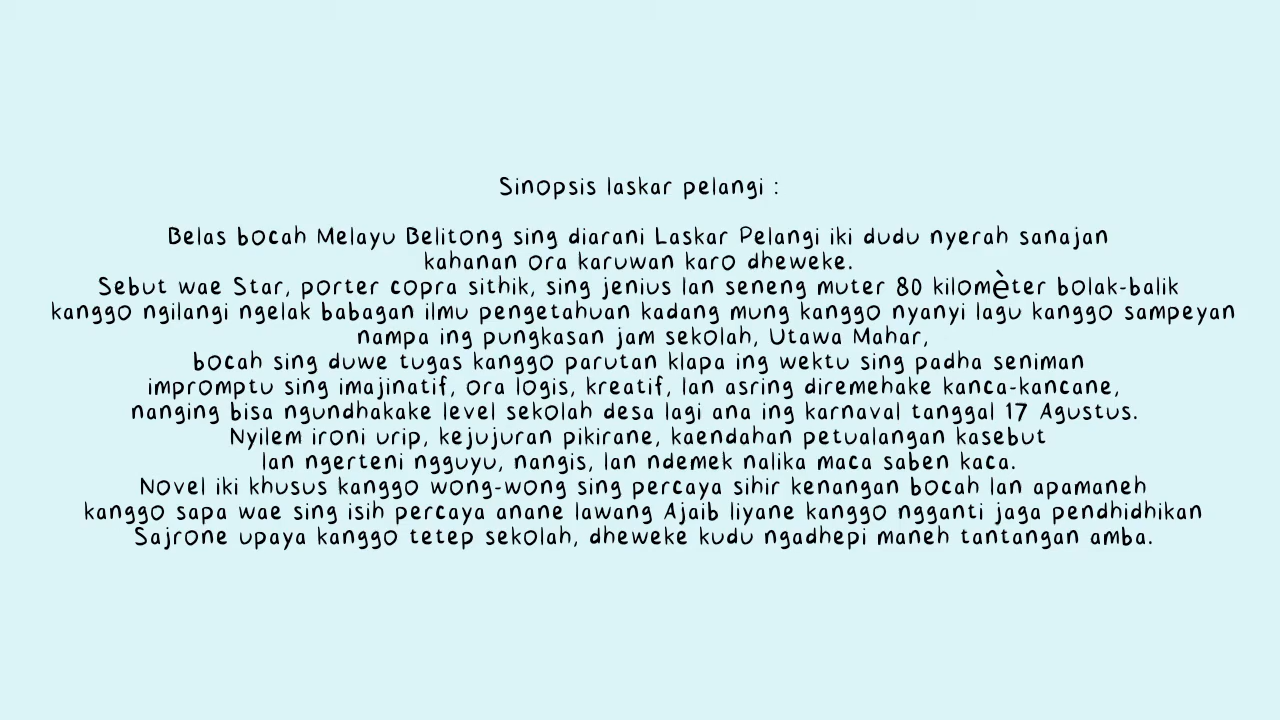 Sinopsis laskar pelangi :
Belas bocah Melayu Belitong sing diarani Laskar Pelangi iki dudu nyerah sanajan
kahanan ora karuwan karo dheweke.
Sebut wae Star, porter copra sithik, sing jenius lan seneng muter 80 kilomèter bolak-balik
kanggo ngilangi ngelak babagan ilmu pengetahuan kadang mung kanggo nyanyi lagu kanggo sampeyan
nampa ing pungkasan jam sekolah, Utawa Mahar,
bocah sing duwe tugas kanggo parutan klapa ing wektu sing padha seniman
impromptu sing imajinatif, ora logis, kreatif, lan asring diremehake kanca-kancane,
nanging bisa ngundhakake level sekolah desa lagi ana ing karnaval tanggal 17 Agustus.
Nyilem ironi urip, kejujuran pikirane, kaendahan petualangan kasebut
lan ngerteni ngguyu, nangis, lan ndemek nalika maca saben kaca.
Novel iki khusus kanggo wong-wong sing percaya sihir kenangan bocah lan apamaneh
kanggo sapa wae sing isih percaya anane lawang Ajaib liyane kanggo ngganti jaga pendhidhikan
Sajrone upaya kanggo tetep sekolah, dheweke kudu ngadhepi maneh tantangan amba.